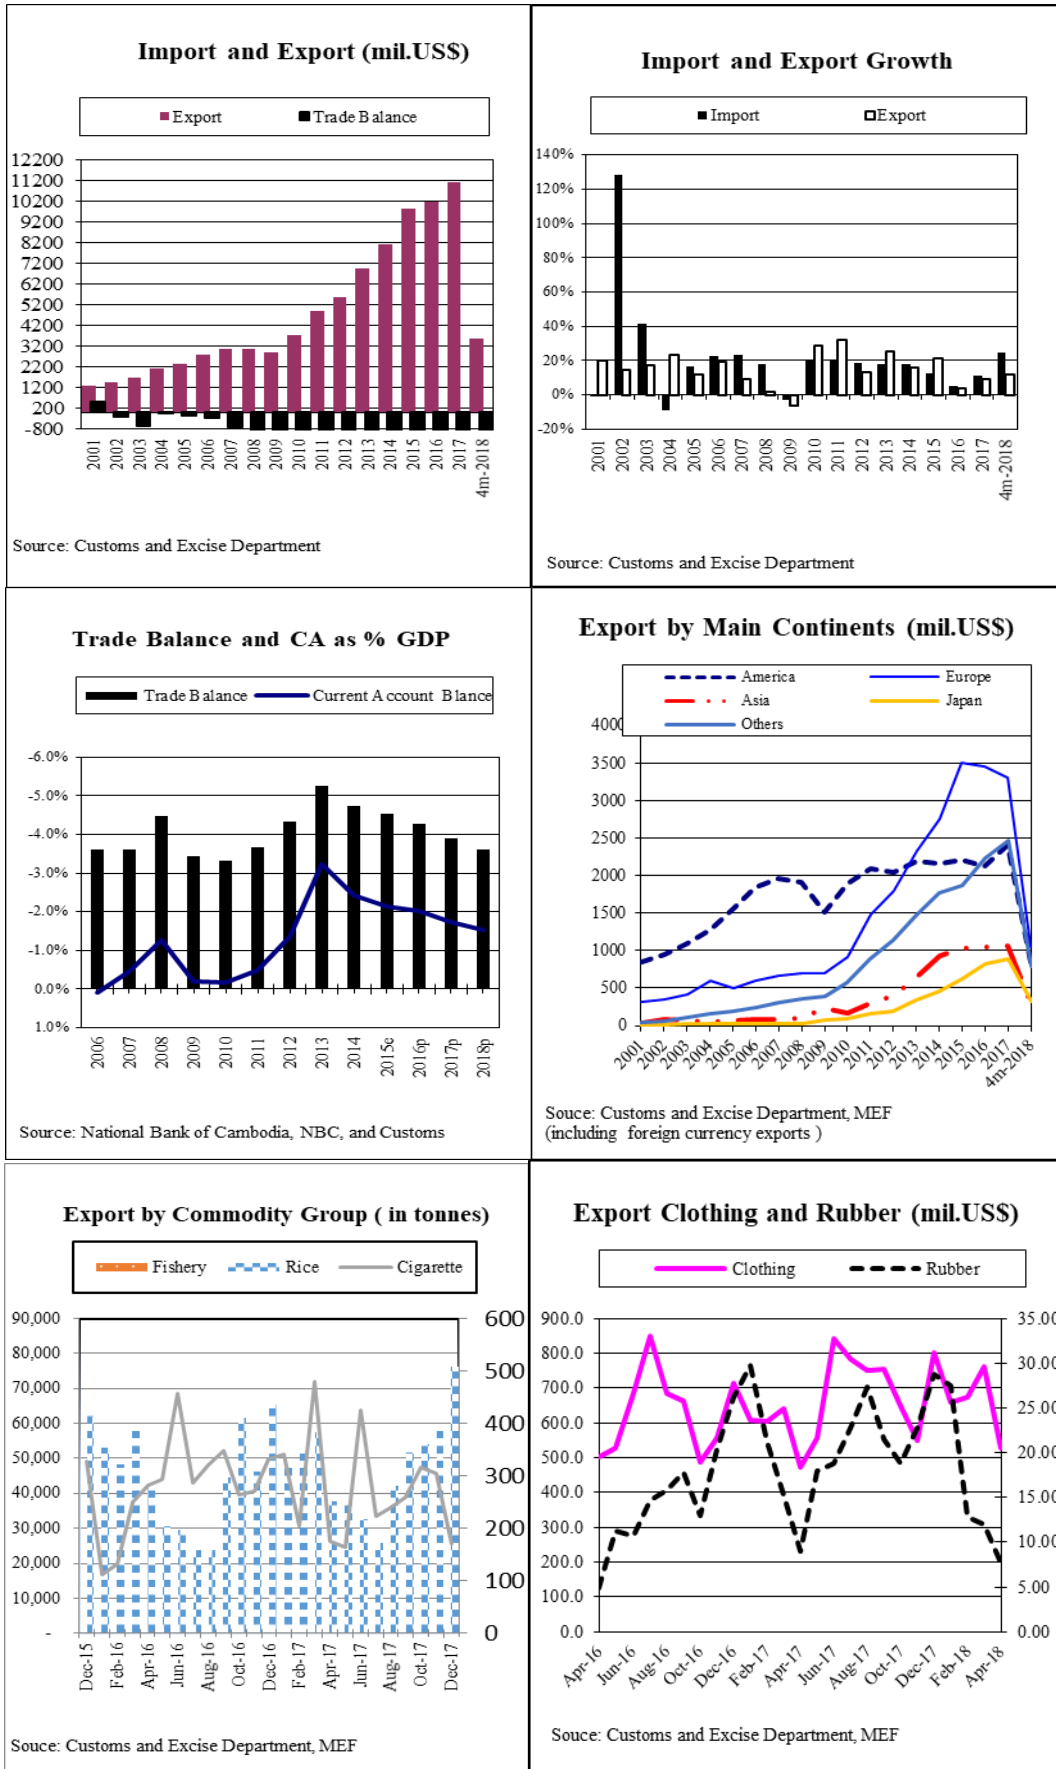 Import and Export (mil.US$)
Export Trade Balance
12200
11200
10200
9200
8200
7200
6200
5200
4200
3200
2200
1200
200
-800
2001 2002 2003 2004 2005 2006 2007 2008 2009 2010 2011 2012 2013 2014 2015 2016 2017 4m-2018
Source: Customs and Excise Department
Import and Export Growth
Import Export
140%
120%
100%
80%
60%
40%
20%
0%
-20%
2001 2002 2003 2004 2005 2006 2007 2008 2009 2010 2011 2012 2013 2014 2015 2016 2017 4m-2018
Source: Customs and Excise Department
Trade Balance and CA as % GDP
Trade Balance Current Account Blance
-6.0%
-5.0%
-4.0%
-3.0%
-2.0%
-1.0%
0.0%
1.0%
2006 2007 2008 2009 2010 2011 2012 2013 2014 2015e 2016p 2017p 2018p
Source: National Bank of Cambodia, NBC, and Customs
Export by Main Continents (mil.US$)
America Europe
Asia Japan
Others
4000
3500
3000
2500
2000
1500
1000
500
0
2001 2002 2003 2004 2005 2006 2007 2008 2009 2010 2011 2012 2013 2014 2015 2016 2017 4m-2018
Souce: Customs and Excise Department, MEF
(including foreign currency exports )
Export by Commodity Group ( in tonnes)
Fishery Rice Cigarette
90,000 600
80,000
70,000 500
60,000 400
50,000
40,000 300
30,000 200
20,000
10,000 100
- 0
Dec-15 Feb-16 Apr-16 Jun-16 Aug-16 Oct-16 Dec-16 Feb-17 Apr-17 Jun-17 Aug-17 Oct-17 Dec-17
Souce: Customs and Excise Department, MEF
Export Clothing and Rubber (mil.US$)
Clothing Rubber
900.0 35.00
800.0 30.00
700.0 25.00
600.0
500.0 20.00
400.0 15.00
300.0 10.00
200.0
100.0 5.00
0.0 0.00
Apr-16 Jun-16 Aug-16 Oct-16 Dec-16 Feb-17 Apr-17 Jun-17 Aug-17 Oct-17 Dec-17 Feb-18 Apr-18
Souce: Customs and Excise Department, MEF